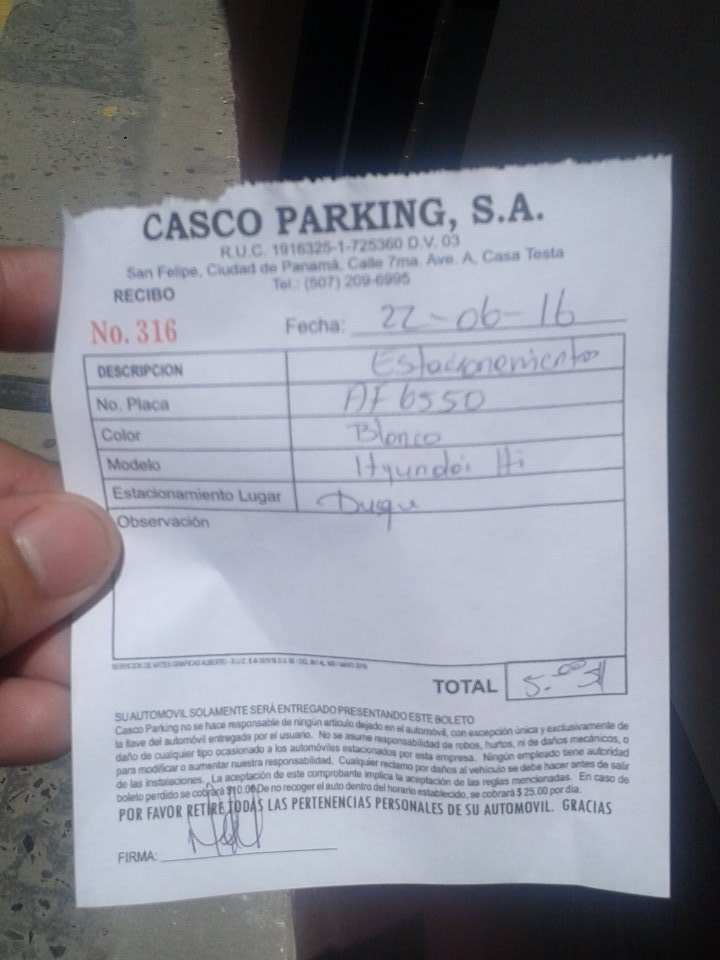 CASCO PARKING, S.A.
R.U.C. 1916325-1-725360 D.V. 03
San Felipe, Ciudad de Panamá, Calle 7ma. Ave. A, Casa Testa
Tel.: (507) 209-6995
RECIBO
No. 316 Fecha: 22-06-16
DESCRIPCION Estacionemiento
No. Placa AF6550
Color Blanco
Modelo Hyundai Hi
Estacionamiento Lugar Duque
Observación
SERVICIOS DE ARTES GRAFICAS ALBERTO - R.U.C.
TOTAL 5.00
SU AUTOMOVIL SOLAMENTE SERÁ ENTREGADO PRESENTANDO ESTE BOLETO
Casco Parking no se hace responsable de ningún artículo dejado en el automóvil, con excepción única y exclusivamente de
la llave del automóvil entregada por el usuario. No se asume responsabilidad de robos, hurtos, ni de daños mecánicos, o
daño de cualquier tipo ocasionado a los automóviles estacionados por esta empresa. Ningún empleado tiene autoridad
para modificar o aumentar nuestra responsabilidad. Cualquier reclamo por daños al vehículo se debe hacer antes de salir
de las instalaciones. La aceptación de este comprobante implica la aceptación de las reglas mencionadas. En caso de
boleto perdido se cobrará $10.00 De no recoger el auto dentro del horario establecido, se cobrará $ 25.00 por día.
POR FAVOR RETIRE TODAS LAS PERTENENCIAS PERSONALES DE SU AUTOMOVIL. GRACIAS
FIRMA: